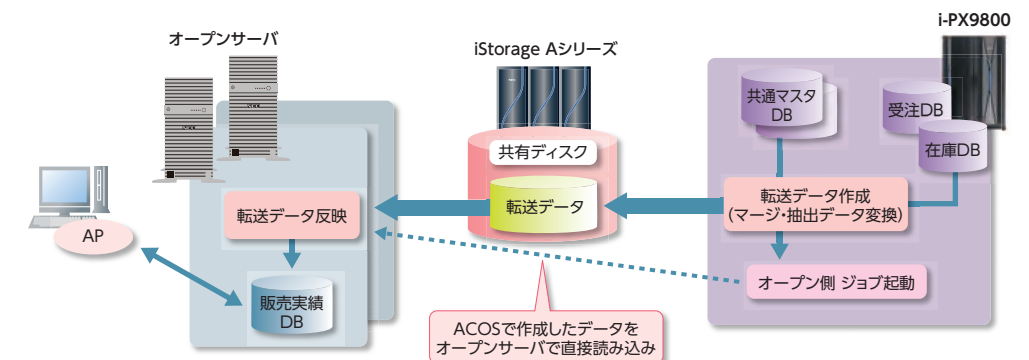 i-PX9800
オープンサーバ
iStorage Aシリーズ
共通マスタ
DB
受注DB
在庫DB
共有ディスク
転送データ
転送データ作成
(マージ・抽出データ変換)
転送データ反映
AP
オープン側 ジョブ起動
販売実績
DB
ACOSで作成したデータを
オープンサーバで直接読み込み